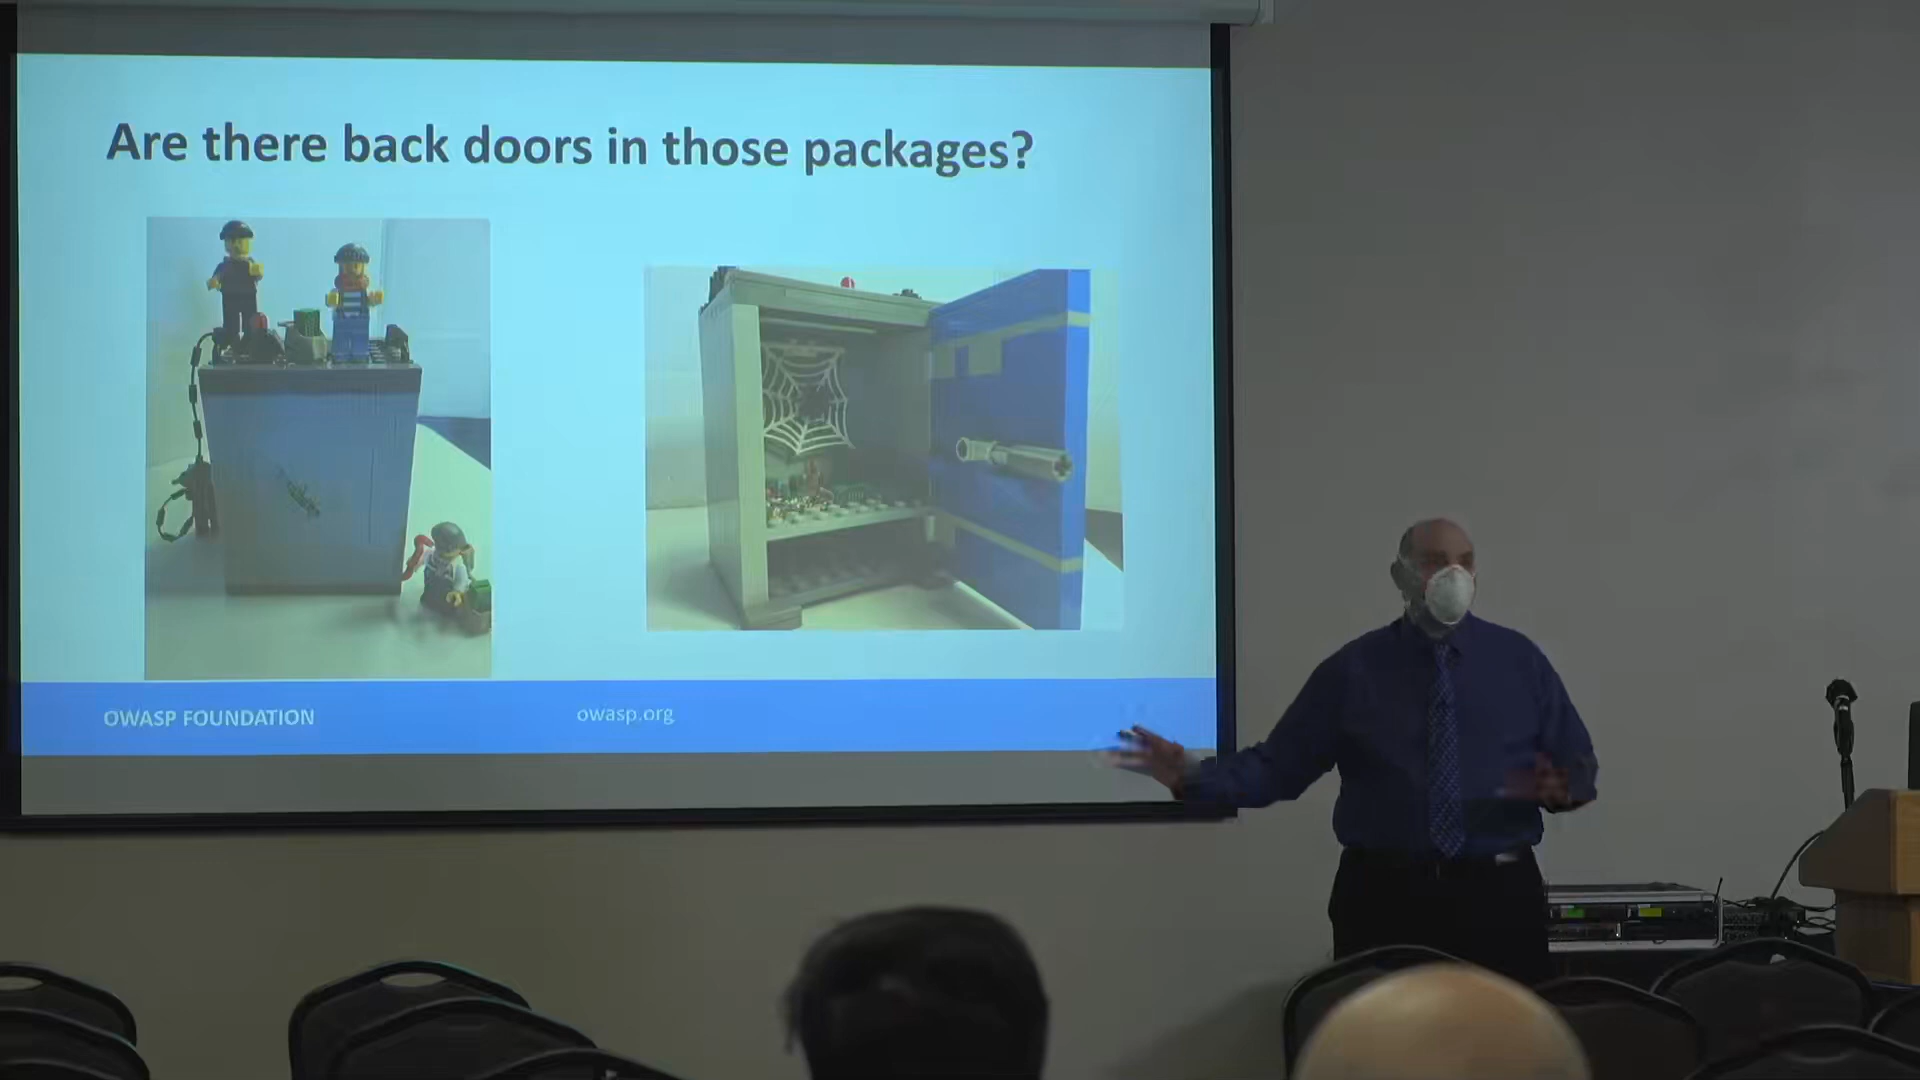 Are there back doors in those packages?
OWASP FOUNDATION
owasp.org